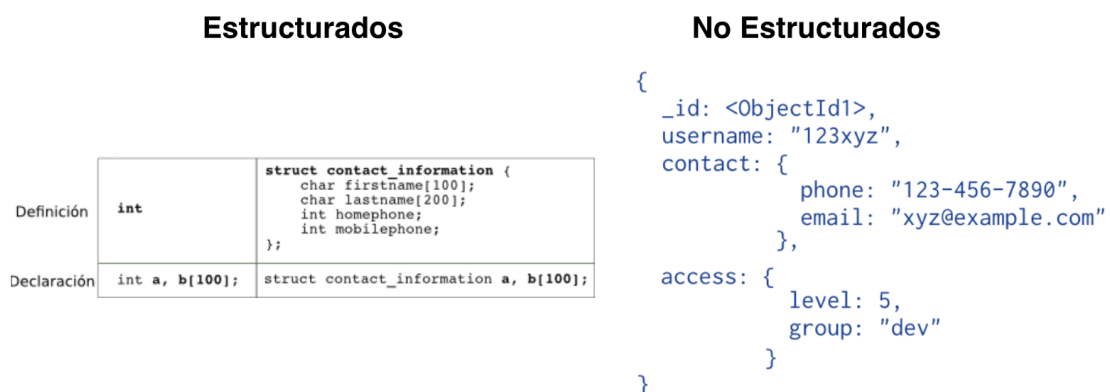 Estructurados
Definición
int
struct contact_information {
char firstname[100];
char lastname[200];
int homephone;
int mobilephone;
};
Declaración
int a, b[100];
struct contact_information a, b[100];
No Estructurados
{
_id: <ObjectId1>,
username: "123xyz",
contact: {
phone: "123-456-7890",
email: "xyz@example.com"
},
access: {
level: 5,
group: "dev"
}
}